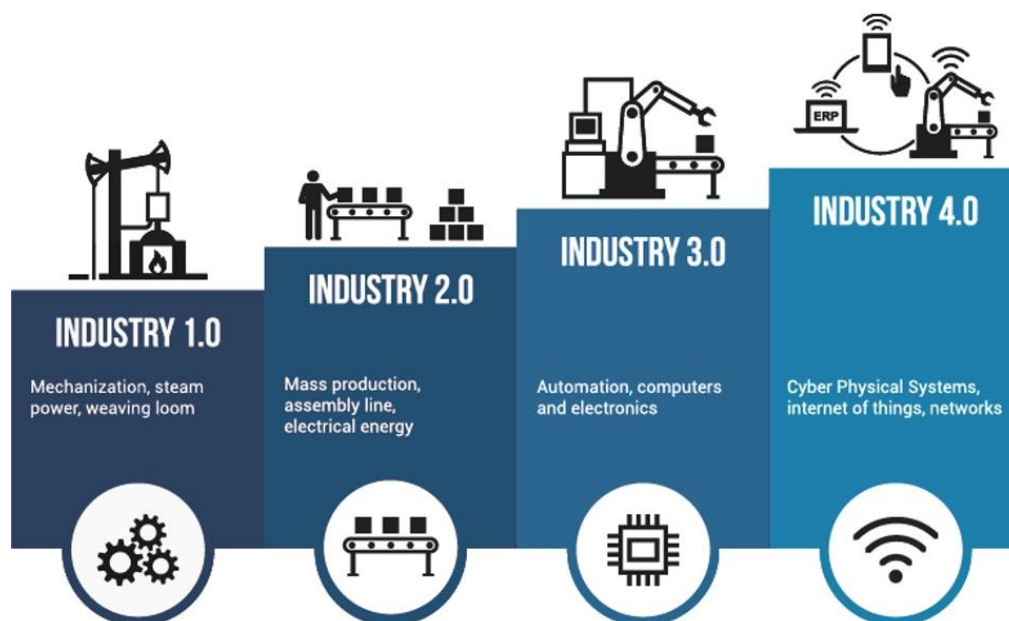 ERP
INDUSTRY 1.0
Mechanization, steam
power, weaving loom
INDUSTRY 2.0
Mass production,
assembly line,
electrical energy
INDUSTRY 3.0
Automation, computers
and electronics
INDUSTRY 4.0
Cyber Physical Systems,
internet of things, networks